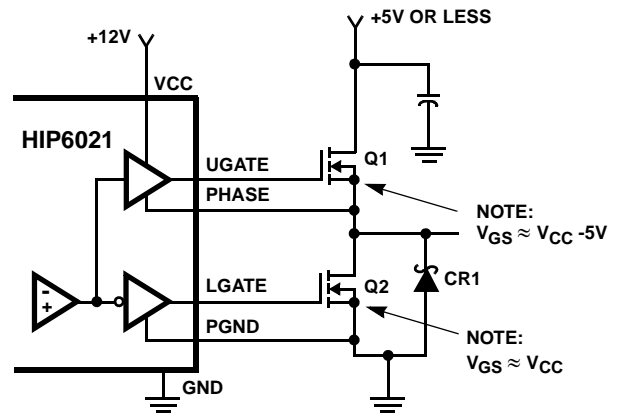 +5V OR LESS
+12V
VCC
HIP6021
UGATE
Q1
PHASE
NOTE:
VGS ≈ VCC -5V
-
+
LGATE
Q2
CR1
PGND
NOTE:
VGS ≈ VCC
GND